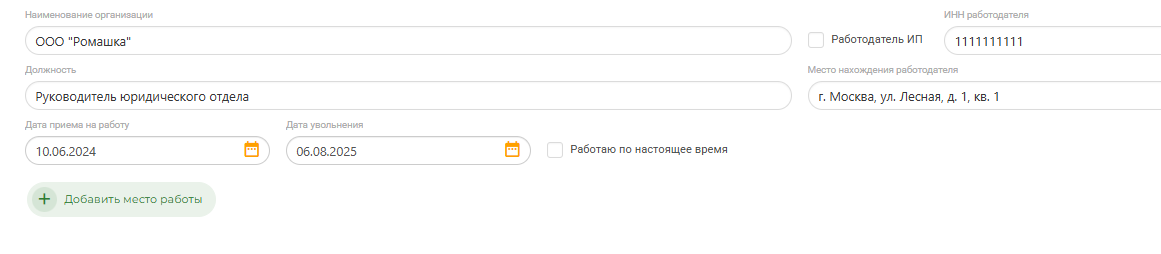 Наименование организации
ИНН работодателя
ООО "Ромашка"
Работодатель ИП
1111111111
Должность
Место нахождения работодателя
Руководитель юридического отдела
г. Москва, ул. Лесная, д. 1, кв. 1
Дата приема на работу
Дата увольнения
10.06.2024
06.08.2025
Работаю по настоящее время
Добавить место работы